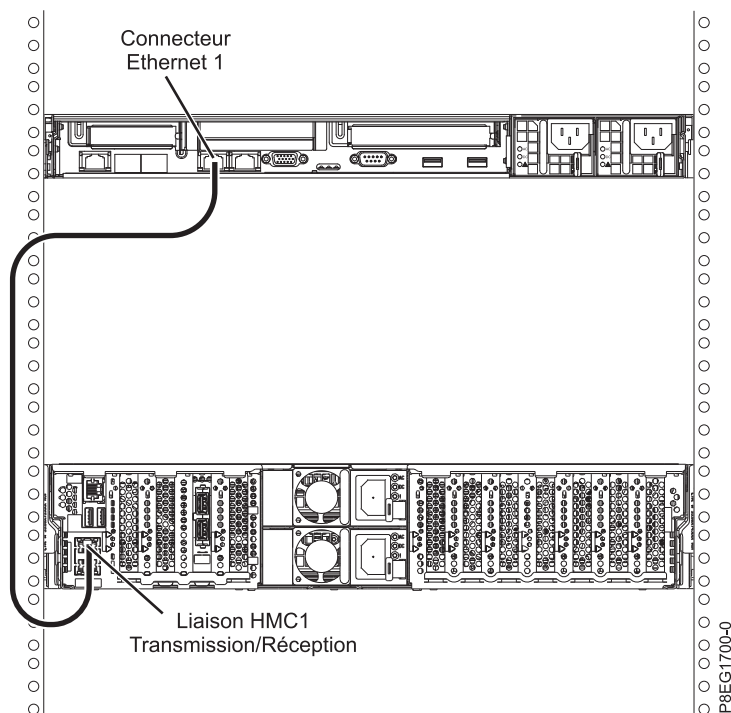 Connecteur
Ethernet 1
Liaison HMC1
Transmission/Réception
P8EG1700-0